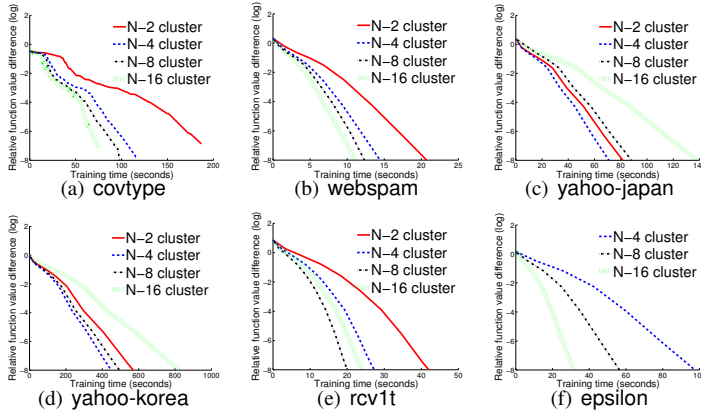 Relative function value difference (log)
2
0
−2
−4
−6
−8
0
50
100
150
200
Training time (seconds)
N−2 cluster
N−4 cluster
N−8 cluster
N−16 cluster
(a) covtype
Relative function value difference (log)
2
0
−2
−4
−6
−8
0
5
10
15
20
25
Training time (seconds)
N−2 cluster
N−4 cluster
N−8 cluster
N−16 cluster
(b) webspam
Relative function value difference (log)
2
0
−2
−4
−6
−8
0
20
40
60
80
100
120
140
Training time (seconds)
N−2 cluster
N−4 cluster
N−8 cluster
N−16 cluster
(c) yahoo-japan
Relative function value difference (log)
2
0
−2
−4
−6
−8
0
200
400
600
800
1000
Training time (seconds)
N−2 cluster
N−4 cluster
N−8 cluster
N−16 cluster
(d) yahoo-korea
Relative function value difference (log)
2
0
−2
−4
−6
−8
0
10
20
30
40
50
Training time (seconds)
N−2 cluster
N−4 cluster
N−8 cluster
N−16 cluster
(e) rcv1t
Relative function value difference (log)
2
0
−2
−4
−6
−8
0
20
40
60
80
100
Training time (seconds)
N−4 cluster
N−8 cluster
N−16 cluster
(f) epsilon